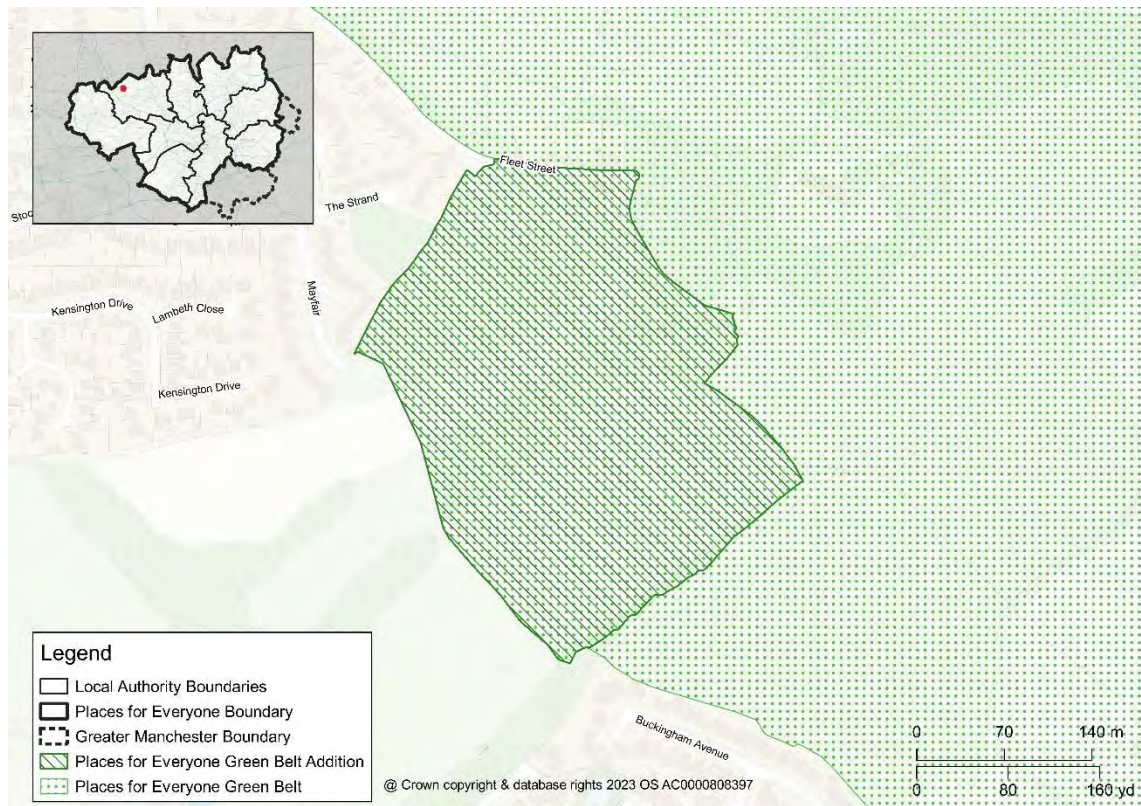 Fleet Street
The Strand
Stoc
Mayfair
Kensington Drive
Lambeth Close
Kensington Drive
Buckingham Avenue
Legend
Local Authority Boundaries
Places for Everyone Boundary
Greater Manchester Boundary
Places for Everyone Green Belt Addition
Places for Everyone Green Belt
@ Crown copyright & database rights 2023 OS AC0000808397
0 70 140 m
0 80 160 yd